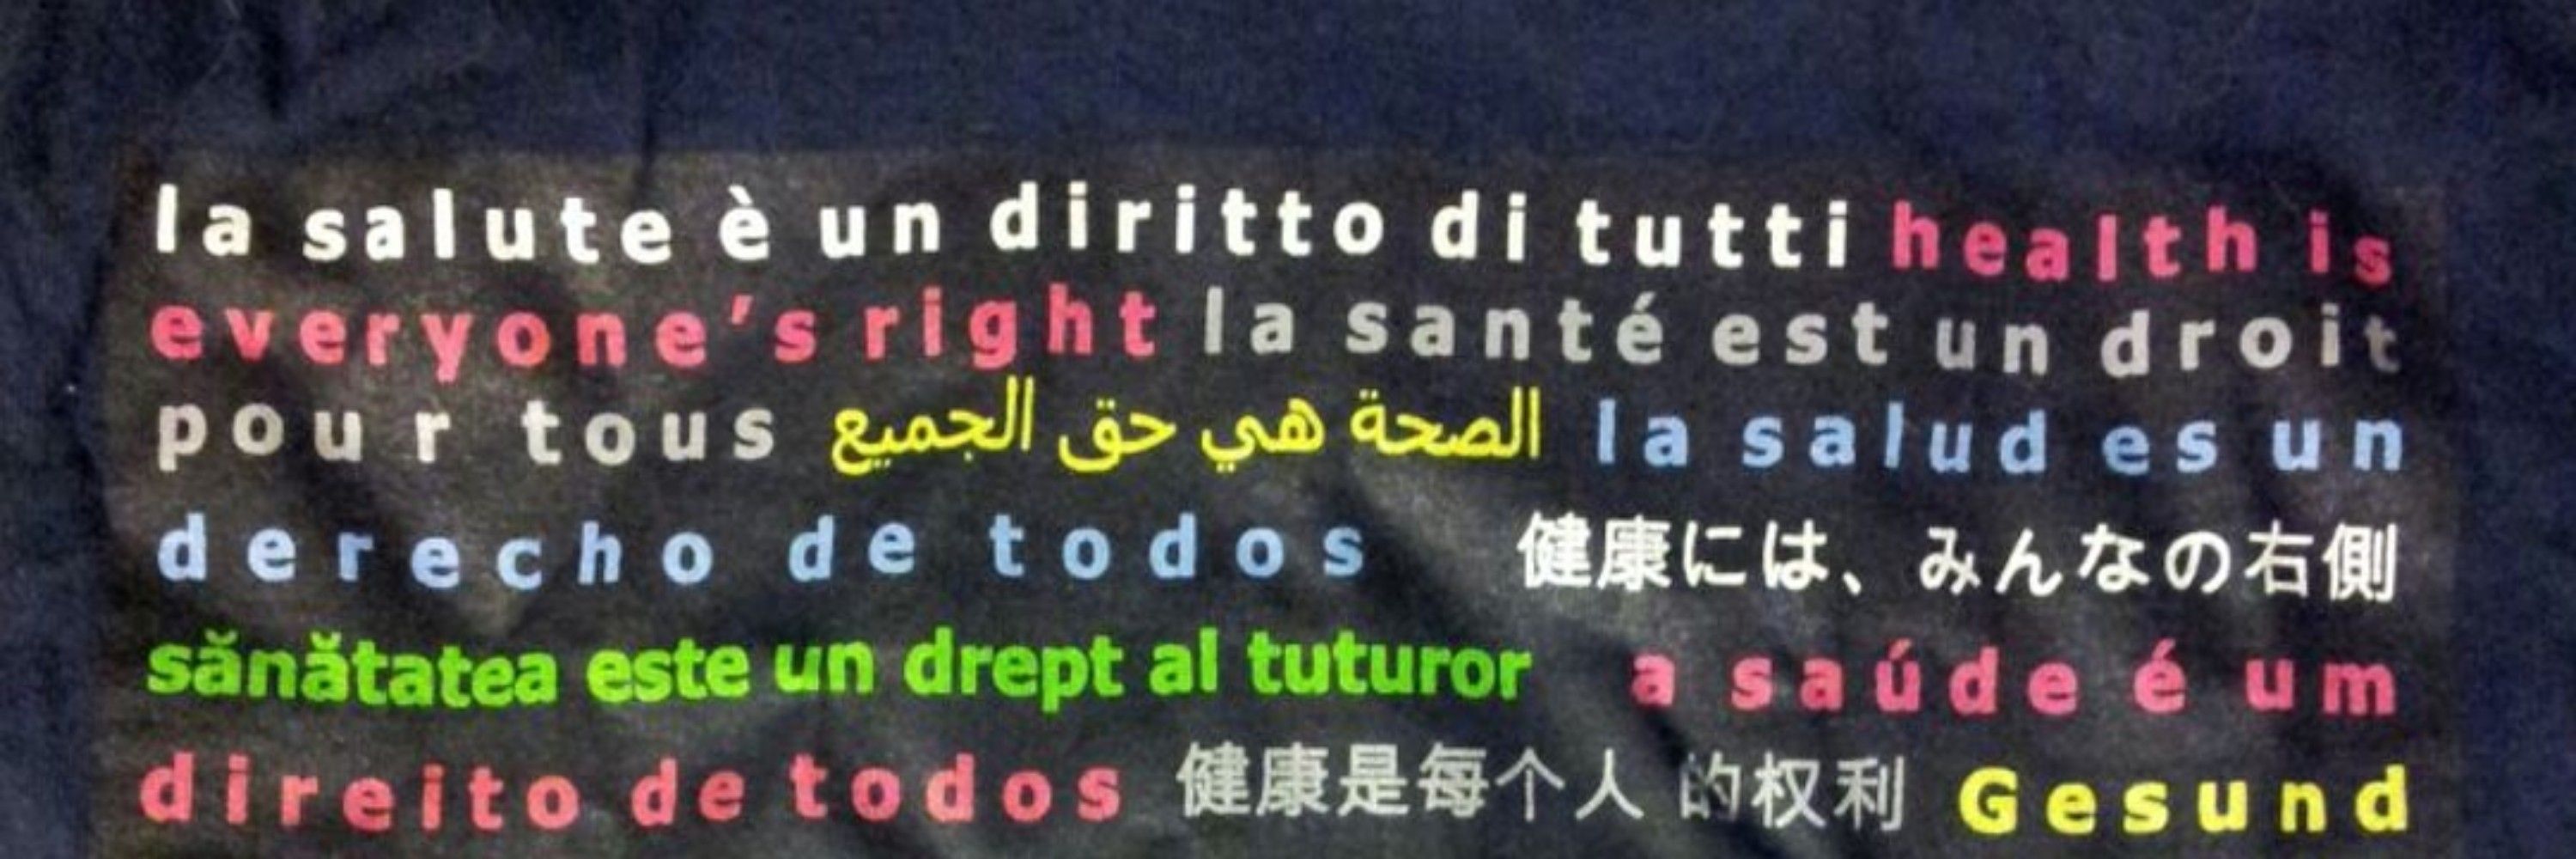 la salute è un diritto di tutti health is
everyone's right la santé est un droit
pour tous الصحة هي حق الجميع la salud es un
derecho de todos 健康には、みんなの右側
sănătatea este un drept al tuturor a saúde é um
direito de todos 健康是每个人 的权利 Gesund